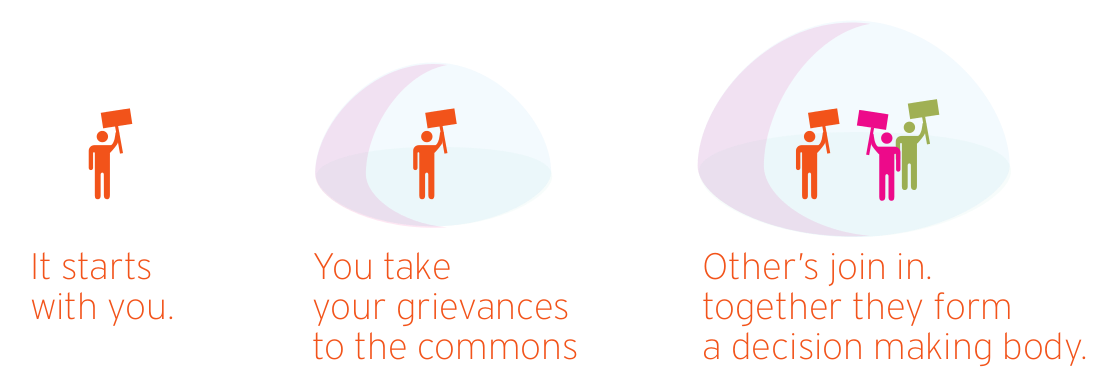 It starts
with you.
You take
your grievances
to the commons
Other's join in.
together they form
a decision making body.